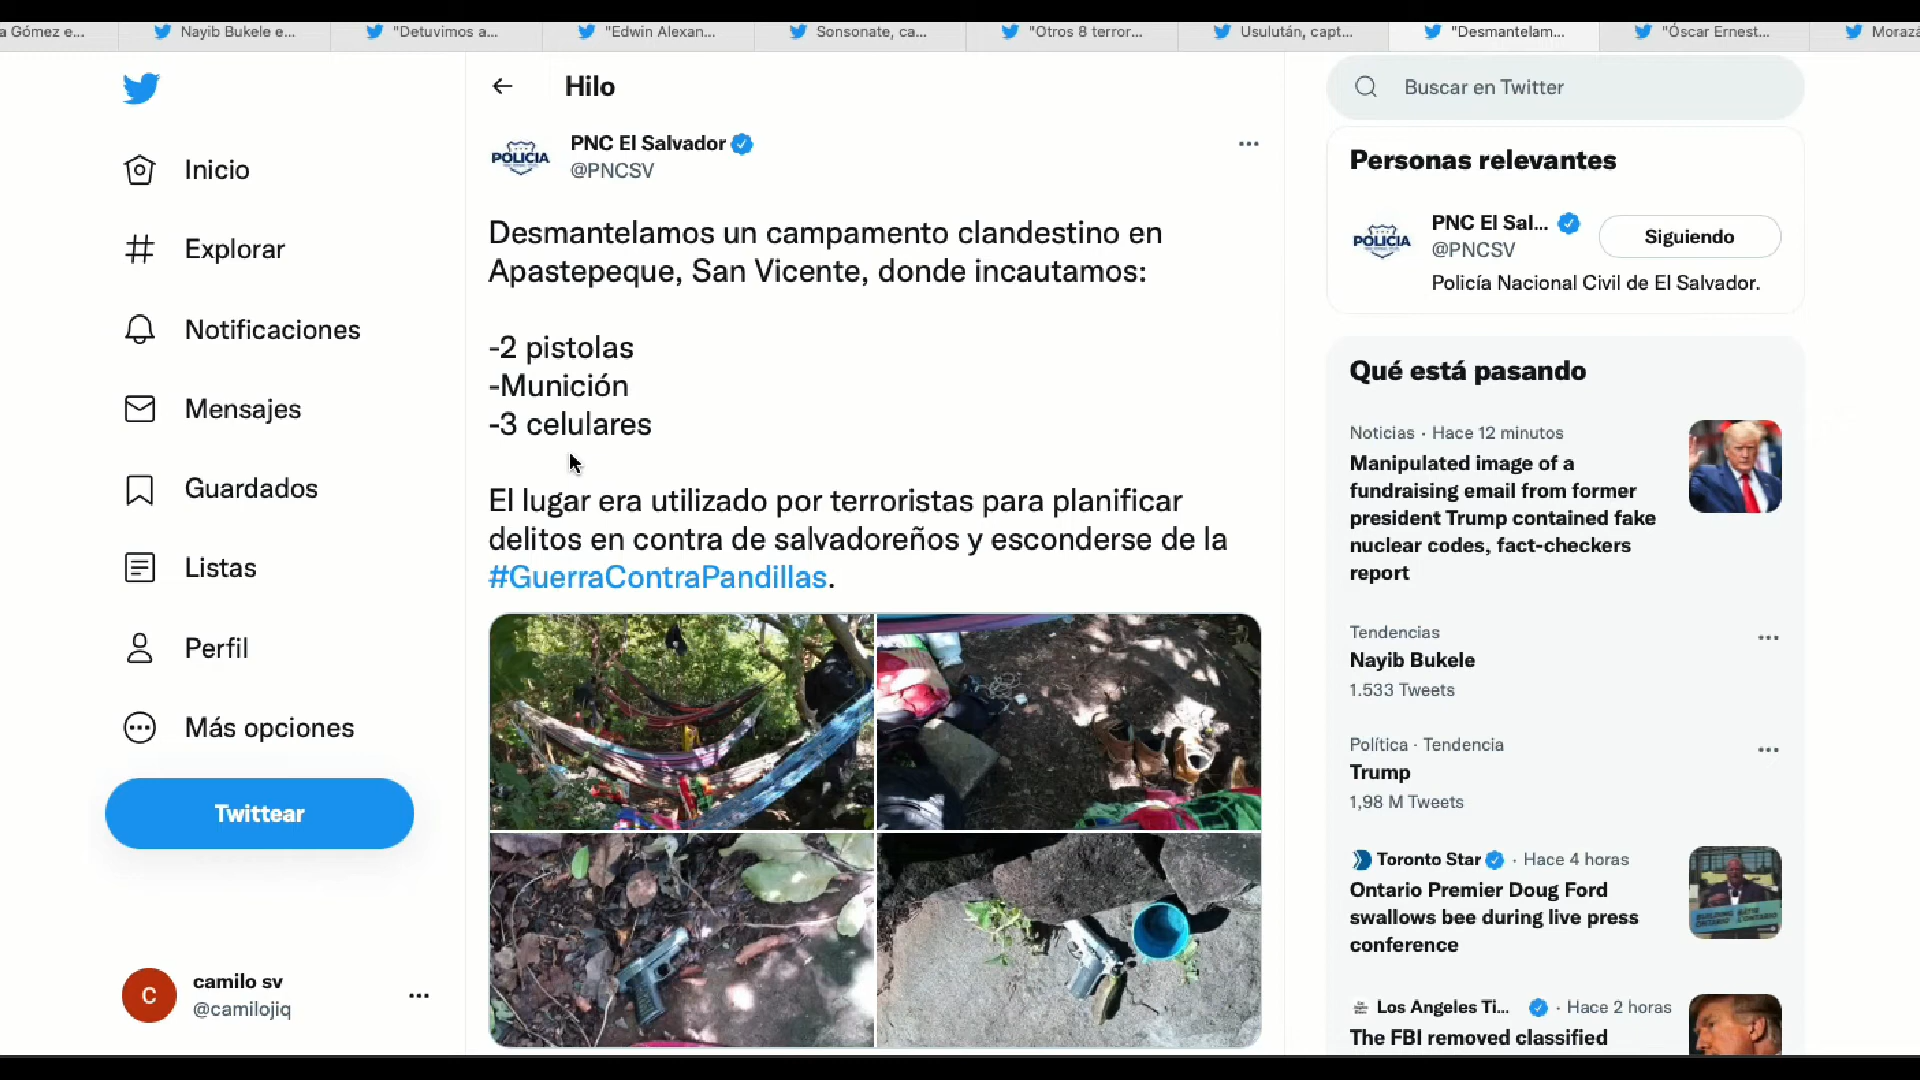 a Gómez e...
Nayib Bukele e...
"Detuvimos a...
"Edwin Alexan...
Sonsonate, ca...
"Otros 8 terror...
Usulután, capt...
"Desmantelam...
"Óscar Ernest...
Moraza
Inicio
Explorar
Notificaciones
Mensajes
Guardados
Listas
Perfil
Más opciones
Twittear
C
camilo sv
@camilojiq
Hilo
POLICIA
PNC El Salvador
@PNCSV
Desmantelamos un campamento clandestino en
Apastepeque, San Vicente, donde incautamos:
-2 pistolas
-Munición
-3 celulares
El lugar era utilizado por terroristas para planificar
delitos en contra de salvadoreños y esconderse de la
#GuerraContraPandillas.
Buscar en Twitter
Personas relevantes
POLICIA
PNC El Sal...
@PNCSV
Siguiendo
Policía Nacional Civil de El Salvador.
Qué está pasando
Noticias · Hace 12 minutos
Manipulated image of a
fundraising email from former
president Trump contained fake
nuclear codes, fact-checkers
report
Tendencias
Nayib Bukele
1.533 Tweets
Política · Tendencia
Trump
1,98 M Tweets
Toronto Star · Hace 4 horas
Ontario Premier Doug Ford
swallows bee during live press
conference
Los Angeles Ti... · Hace 2 horas
The FBI removed classified